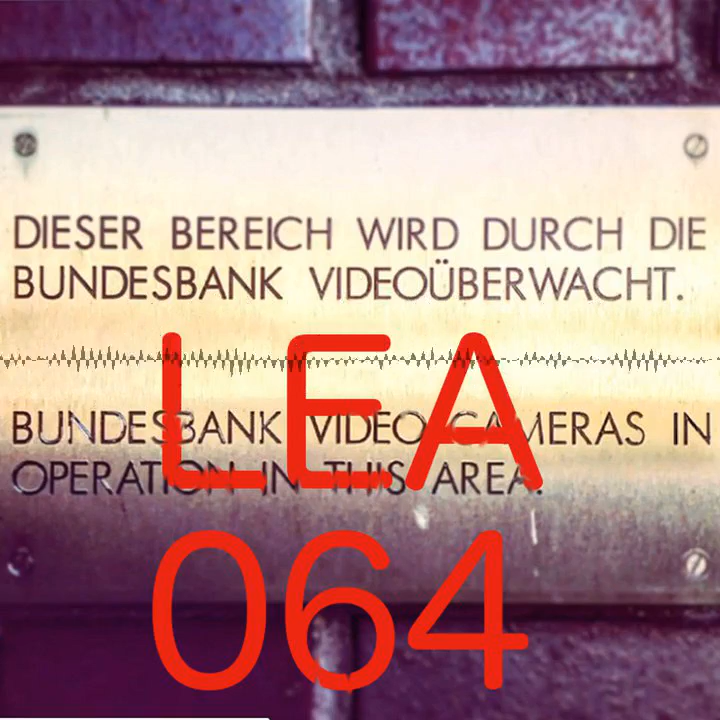 DIESER BEREICH WIRD DURCH DIE
BUNDESBANK VIDEOÜBERWACHT.
LEA
BUNDESBANK VIDEO CAMERAS IN
OPERATION IN THIS AREA.
064